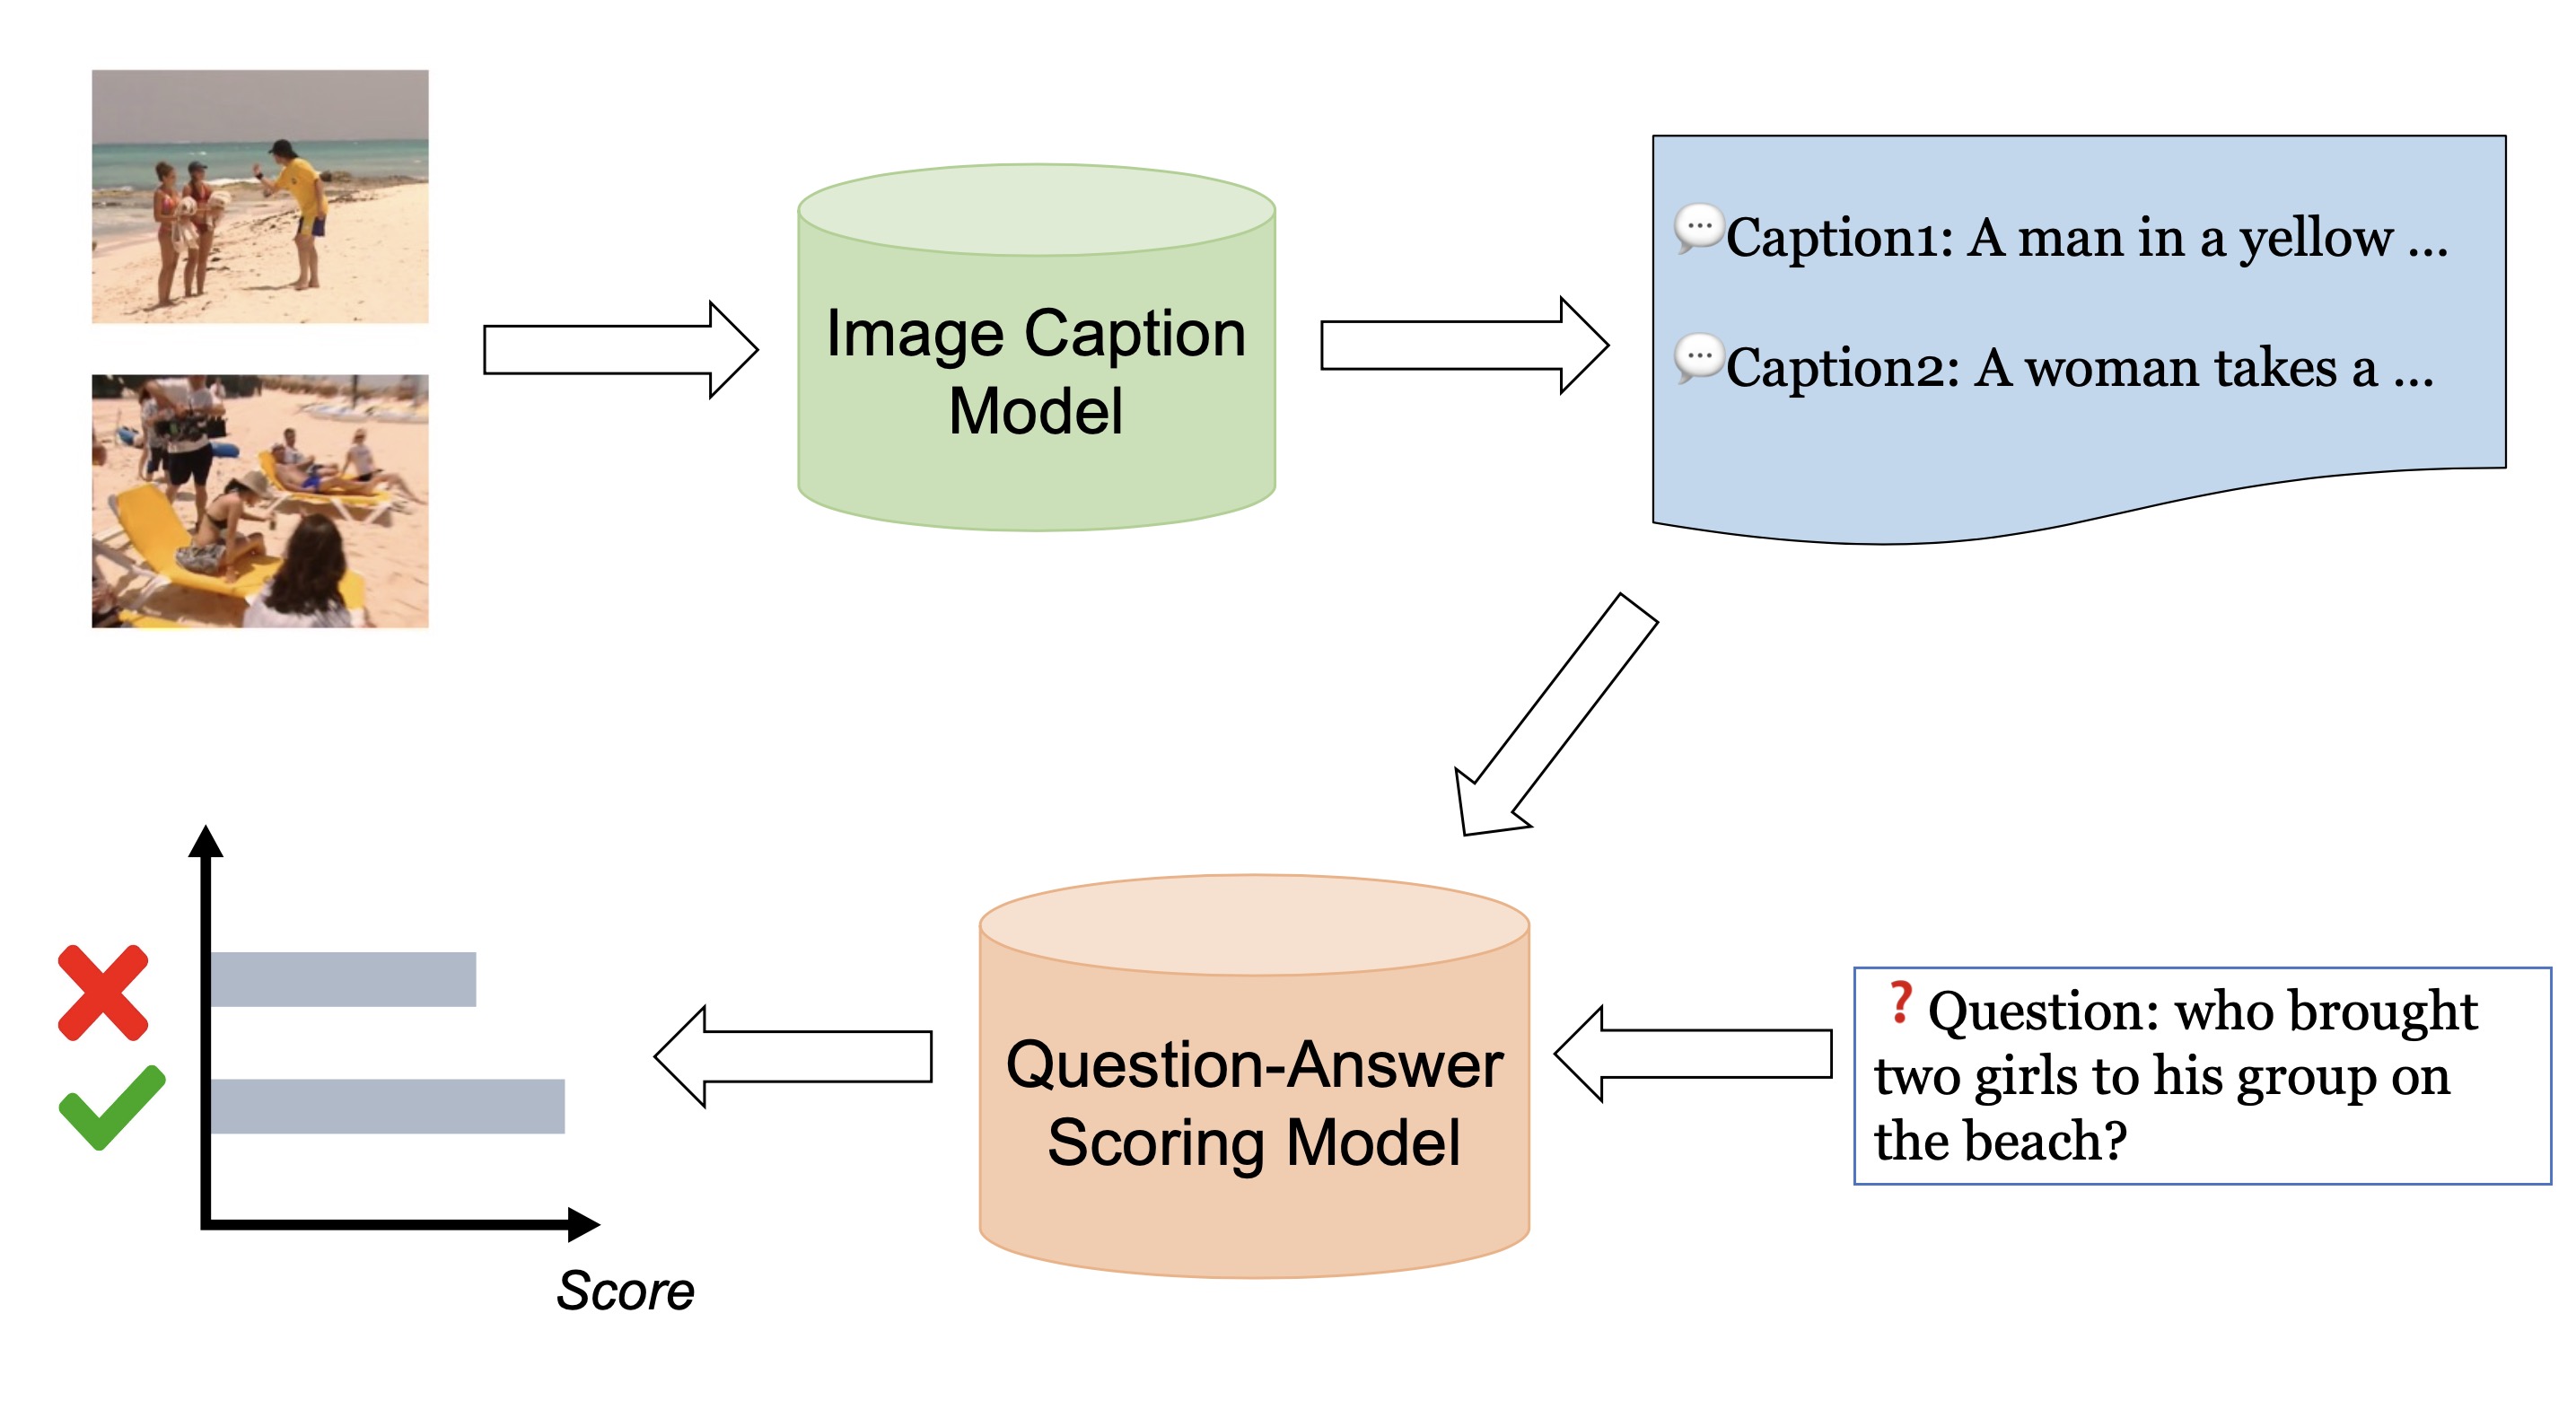 Image Caption
Model
Caption1: A man in a yellow ...
Caption2: A woman takes a ...
Question-Answer
Scoring Model
❓Question: who brought
two girls to his group on
the beach?
Score